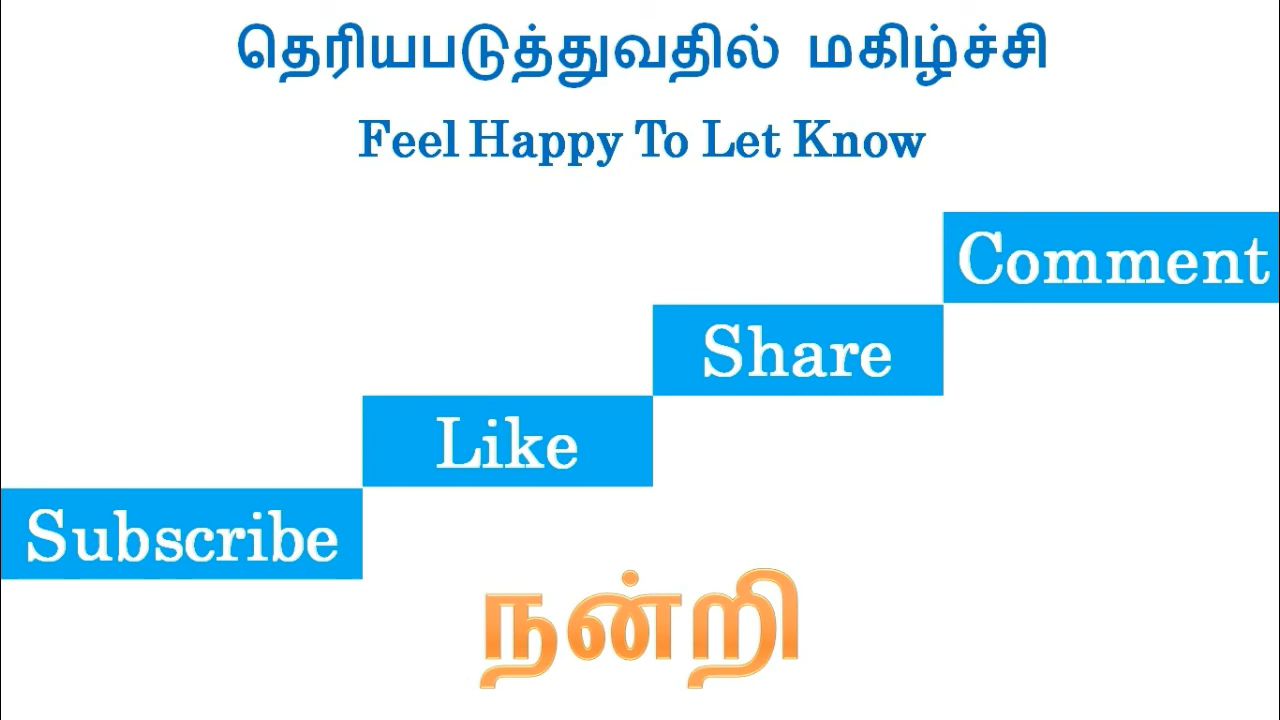 தெரியபடுத்துவதில் மகிழ்ச்சி
Feel Happy To Let Know
Comment
Share
Like
Subscribe
நன்றி